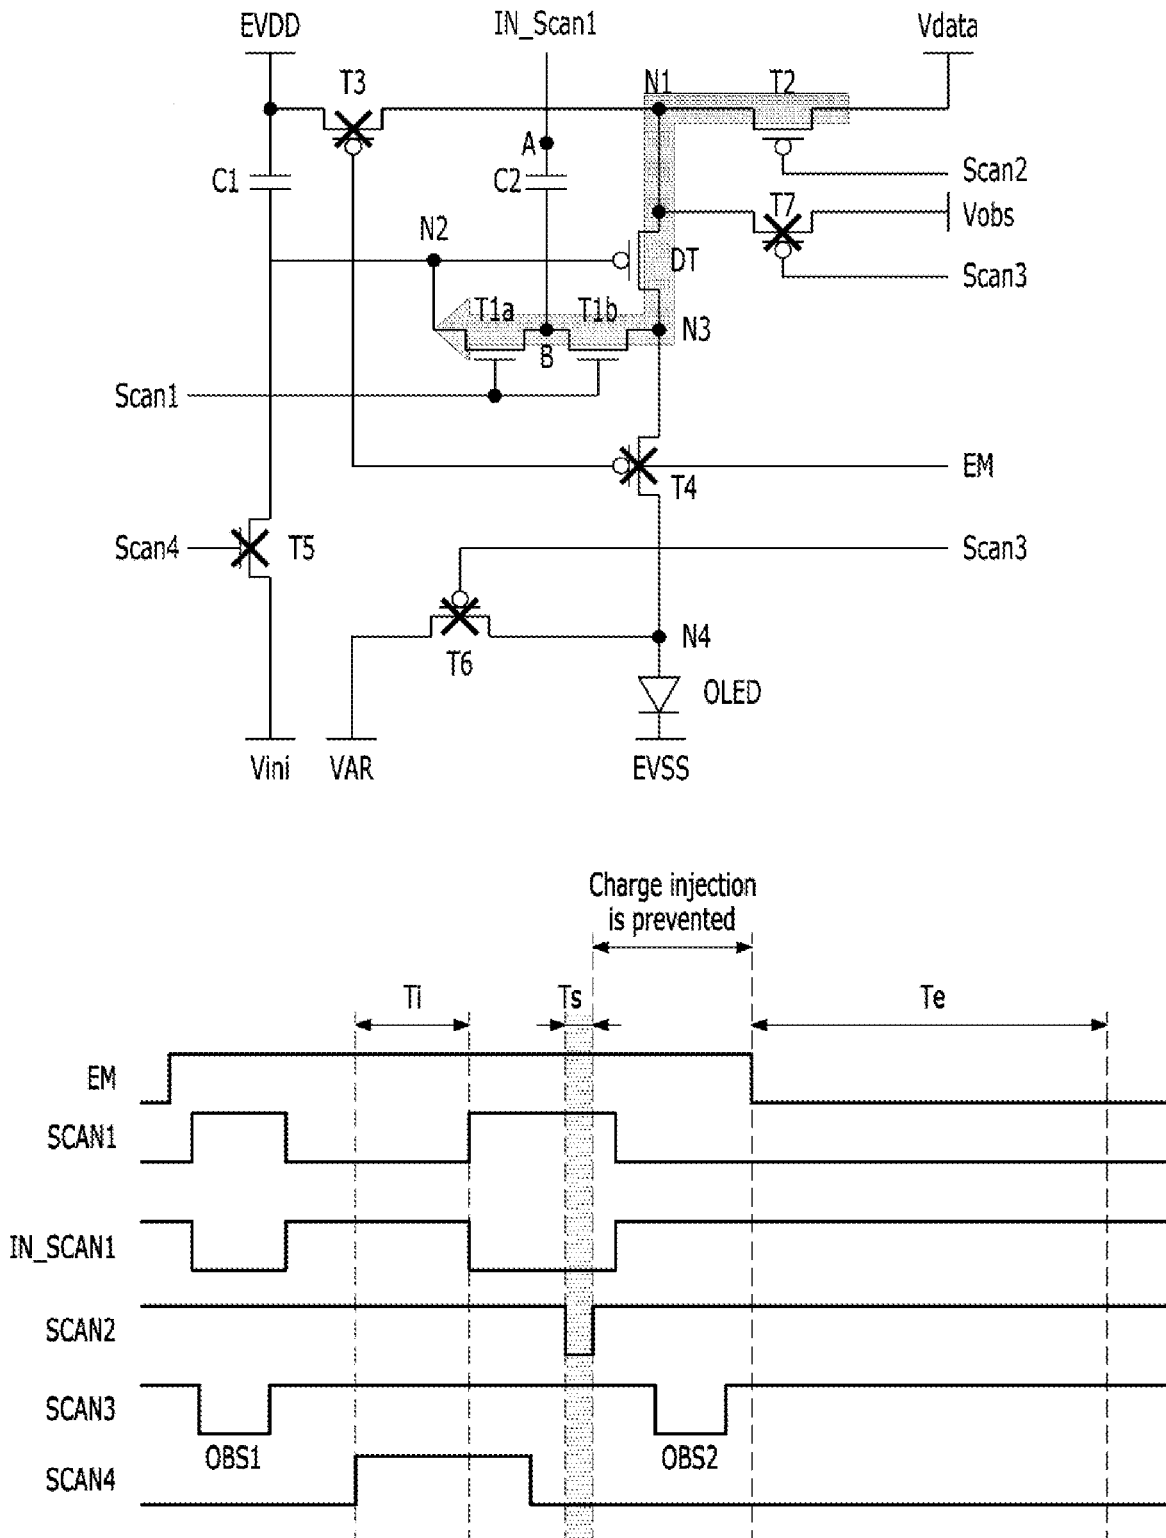 EVDD
IN_Scan1
Vdata
T3
N1
T2
A
C1
C2
Scan2
T7
Vobs
N2
DT
Scan3
T1a
T1b
N3
B
Scan1
EM
T4
Scan4
T5
Scan3
N4
T6
OLED
Vini
VAR
EVSS
Charge injection
is prevented
Ti
Ts
Te
EM
SCAN1
IN_SCAN1
SCAN2
SCAN3
OBS1
OBS2
SCAN4